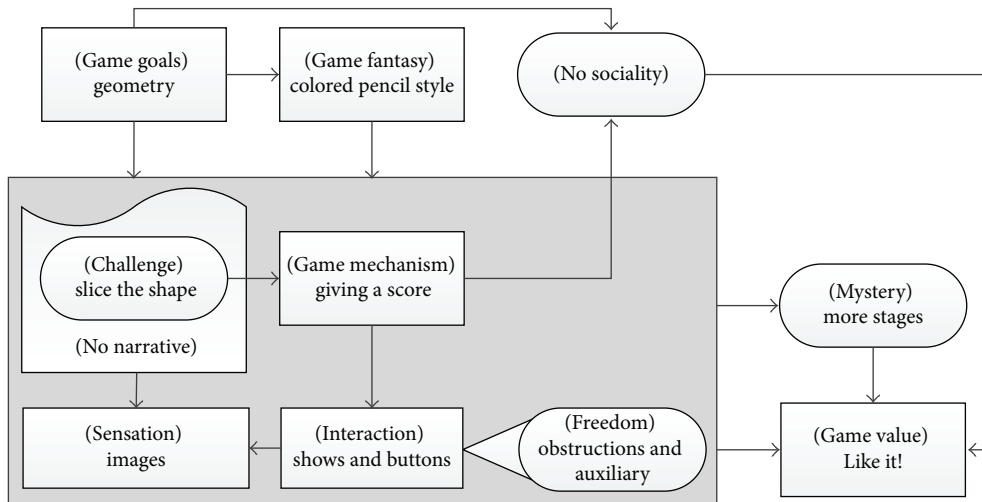 (Game goals)
geometry
(Game fantasy)
colored pencil style
(No sociality)
(Challenge)
slice the shape
(No narrative)
(Game mechanism)
giving a score
(Mystery)
more stages
(Sensation)
images
(Interaction)
shows and buttons
(Freedom)
obstructions and
auxiliary
(Game value)
Like it!